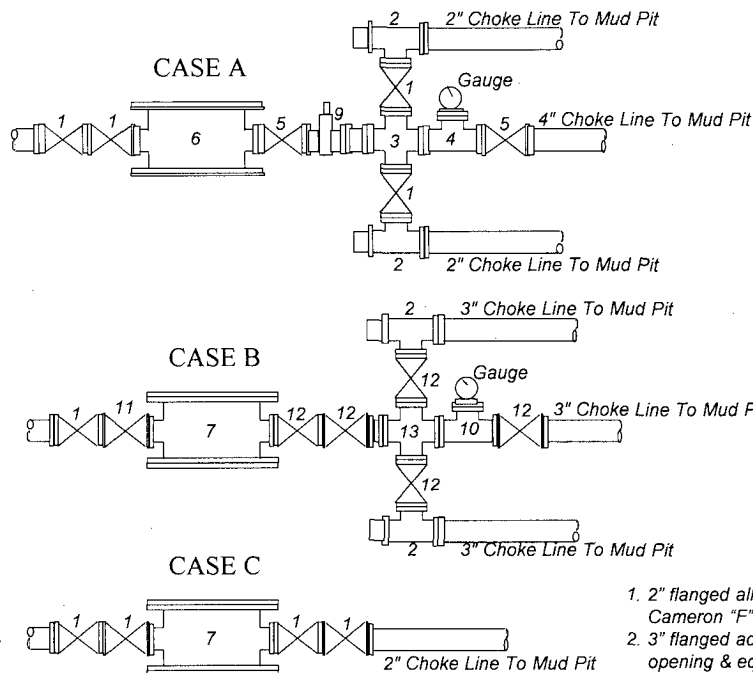 2 2" Choke Line To Mud Pit
CASE A
Gauge
1 1 6 5 9 1 3 4 5 4" Choke Line To Mud Pit
1
2 2" Choke Line To Mud Pit
2 3" Choke Line To Mud Pit
CASE B
Gauge
1 11 7 12 12 12 13 10 12 3" Choke Line To Mud P
12
2 3" Choke Line To Mud Pit
CASE C
1 1 7 1 1
2" Choke Line To Mud Pit
1. 2" flanged all
Cameron "F"
2. 3" flanged
opening &